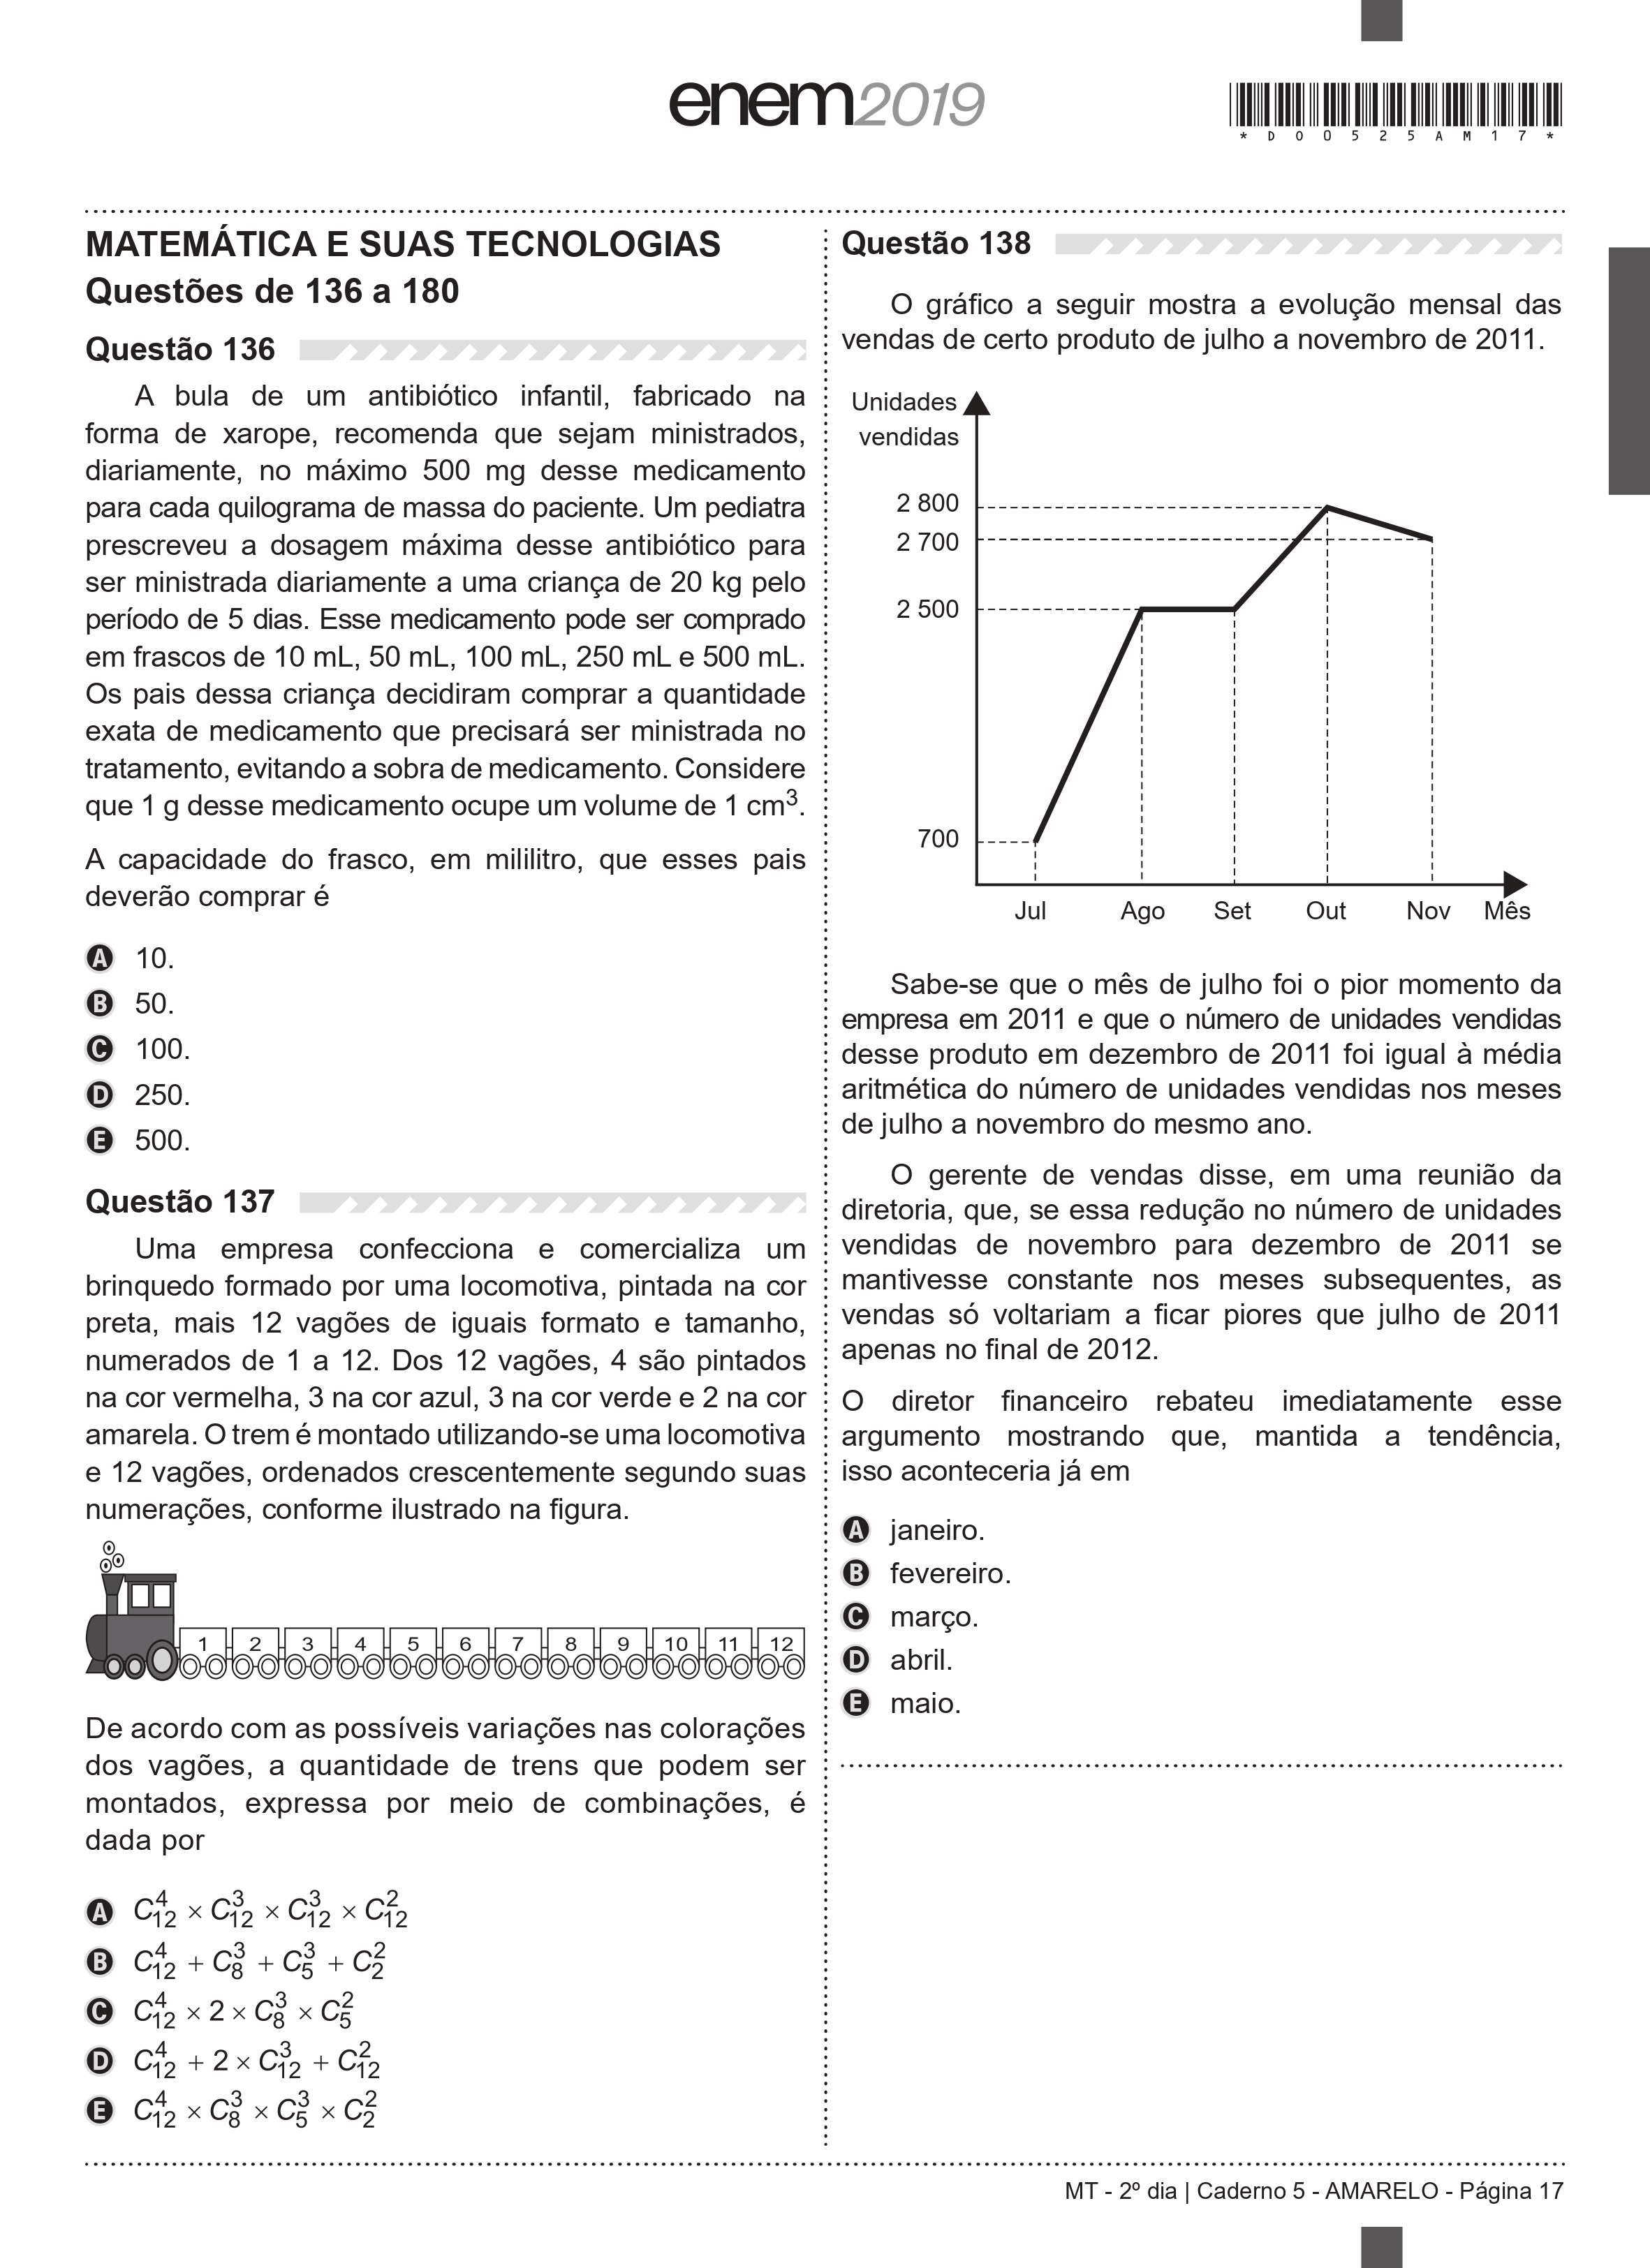 enem2019
*D00525AM17*
MATEMÁTICA E SUAS TECNOLOGIAS
Questões de 136 a 180
Questão 136
A bula de um antibiótico infantil, fabricado na
forma de xarope, recomenda que sejam ministrados,
diariamente, no máximo 500 mg desse medicamento
para cada quilograma de massa do paciente. Um pediatra
prescreveu a dosagem máxima desse antibiótico para
ser ministrada diariamente a uma criança de 20 kg pelo
período de 5 dias. Esse medicamento pode ser comprado
em frascos de 10 mL, 50 mL, 100 mL, 250 mL e 500 mL.
Os pais dessa criança decidiram comprar a quantidade
exata de medicamento que precisará ser ministrada no
tratamento, evitando a sobra de medicamento. Considere
que 1 g desse medicamento ocupe um volume de 1 cm³.
A capacidade do frasco, em mililitro, que esses pais
deverão comprar é
A 10.
B 50.
C 100.
D 250.
E 500.
Questão 137
Uma empresa confecciona e comercializa um
brinquedo formado por uma locomotiva, pintada na cor
preta, mais 12 vagões de iguais formato e tamanho,
numerados de 1 a 12. Dos 12 vagões, 4 são pintados
na cor vermelha, 3 na cor azul, 3 na cor verde e 2 na cor
amarela. O trem é montado utilizando-se uma locomotiva
e 12 vagões, ordenados crescentemente segundo suas
numerações, conforme ilustrado na figura.
1 2 3 4 5 6 7 8 9 10 11 12
De acordo com as possíveis variações nas colorações
dos vagões, a quantidade de trens que podem ser
montados, expressa por meio de combinações, é
dada por
A $C_{12}^{4} \times C_{12}^{3} \times C_{12}^{3} \times C_{12}^{2}$
B $C_{12}^{4} + C_{8}^{3} + C_{5}^{3} + C_{2}^{2}$
C $C_{12}^{4} \times 2 \times C_{8}^{3} \times C_{5}^{2}$
D $C_{12}^{4} + 2 \times C_{12}^{3} + C_{12}^{2}$
E $C_{12}^{4} \times C_{8}^{3} \times C_{5}^{3} \times C_{2}^{2}$
Questão 138
O gráfico a seguir mostra a evolução mensal das
vendas de certo produto de julho a novembro de 2011.
Unidades
vendidas
2 800
2 700
2 500
700
Jul Ago Set Out Nov Mês
Sabe-se que o mês de julho foi o pior momento da
empresa em 2011 e que o número de unidades vendidas
desse produto em dezembro de 2011 foi igual à média
aritmética do número de unidades vendidas nos meses
de julho a novembro do mesmo ano.
O gerente de vendas disse, em uma reunião da
diretoria, que, se essa redução no número de unidades
vendidas de novembro para dezembro de 2011 se
mantivesse constante nos meses subsequentes, as
vendas só voltariam a ficar piores que julho de 2011
apenas no final de 2012.
O diretor financeiro rebateu imediatamente esse
argumento mostrando que, mantida a tendência,
isso aconteceria já em
A janeiro.
B fevereiro.
C março.
D abril.
E maio.
MT - 2º dia | Caderno 5 - AMARELO - Página 17